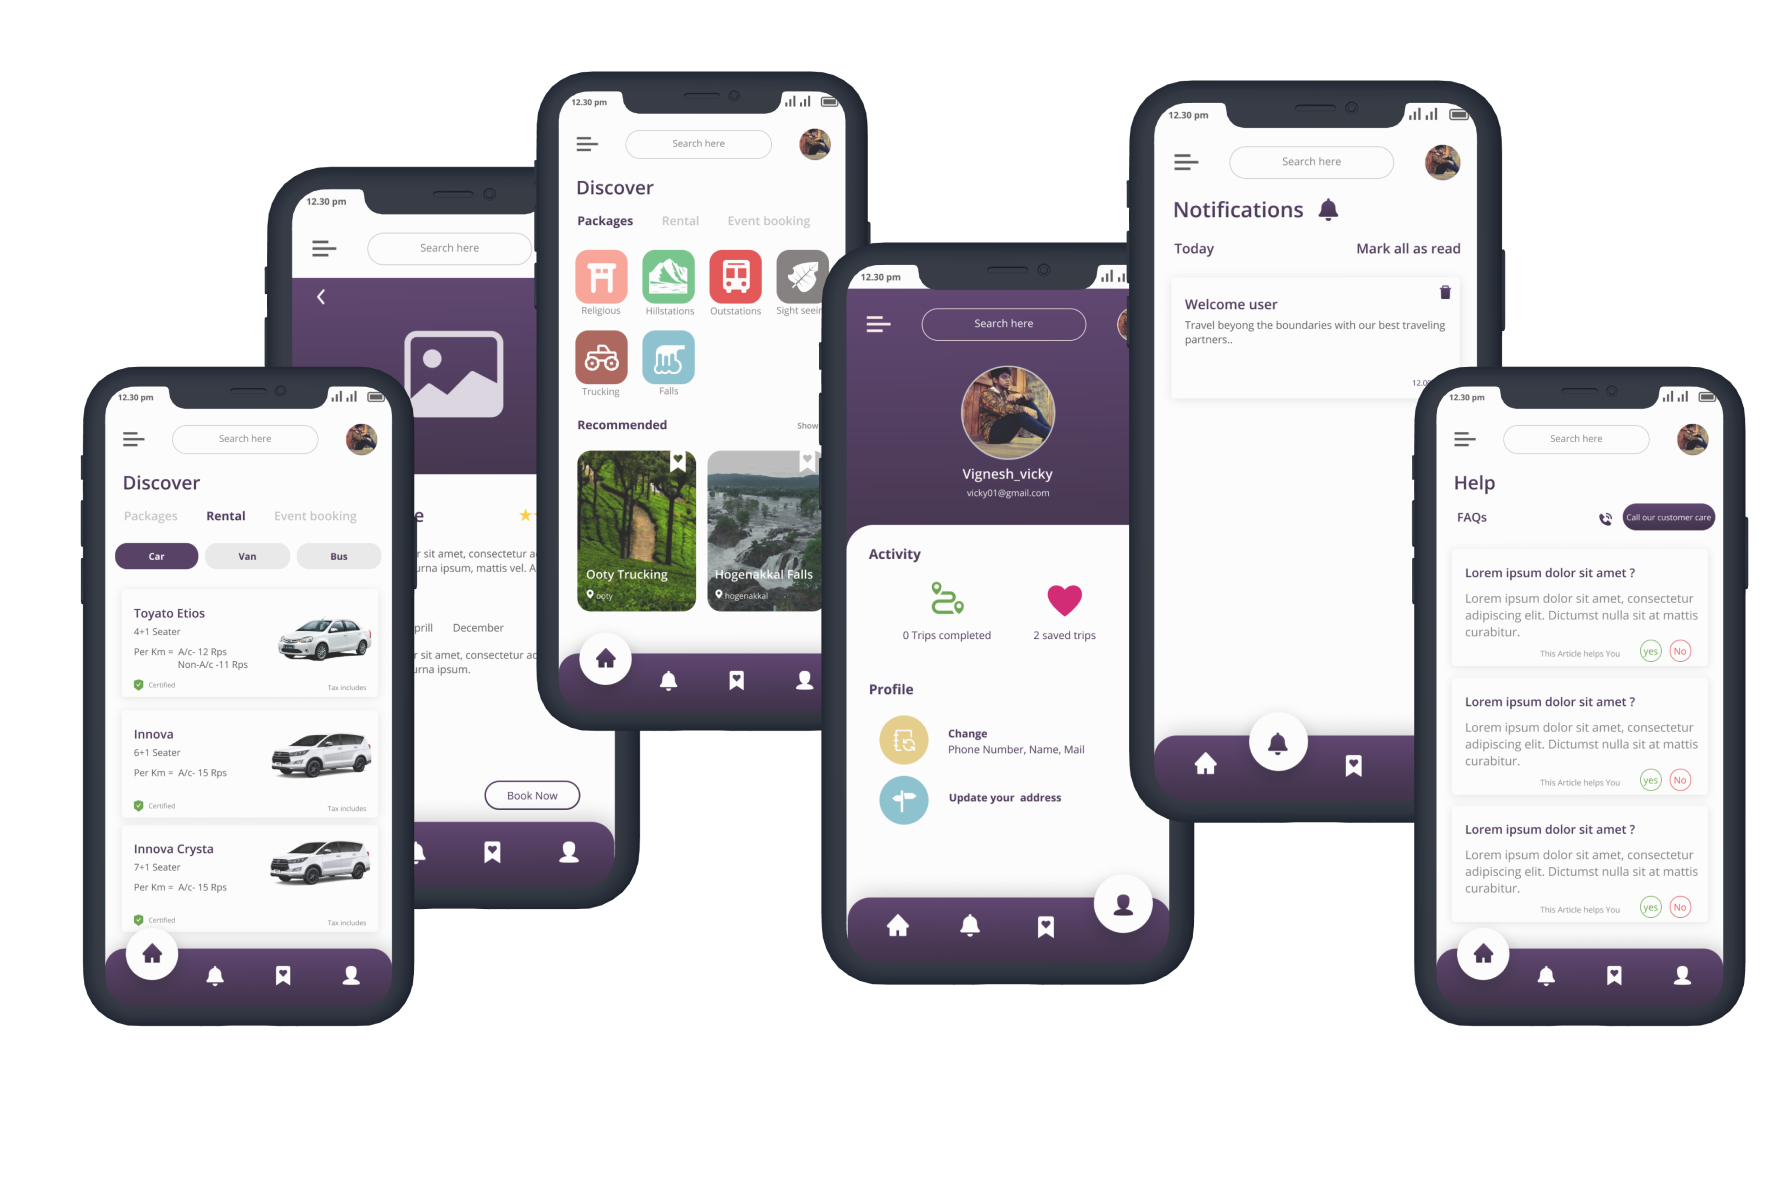 12.30 pm
Search here
Discover
Packages Rental Event booking
Car Van Bus
Toyato Etios
4+1 Seater
Per Km = A/c- 12 Rps
Non-A/c -11 Rps
Certified
Tax includes
Innova
6+1 Seater
Per Km = A/c- 15 Rps
Certified
Tax includes
Innova Crysta
7+1 Seater
Per Km = A/c- 15 Rps
Certified
Tax includes
12.30 pm
Search here
sit amet, consectetur
ipsum, mattis vel.
December
sit amet, consectetur
ipsum.
Book Now
12.30 pm
Search here
Discover
Packages Rental Event booking
Religious Hillstations Outstations Sight
Trucking Falls
Recommended Show
Ooty Trucking
ooty
Hogenakkal Falls
hogenakkal
12.30 pm
Search here
Vignesh_vicky
vicky01@gmail.com
Activity
0 Trips completed 2 saved trips
Profile
Change
Phone Number, Name, Mail
Update your address
12.30 pm
Search here
Notifications
Today Mark all as read
Welcome user
Travel beyong the boundaries with our best traveling
partners..
12.30 pm
Search here
Help
FAQs Call our customer care
Lorem ipsum dolor sit amet ?
Lorem ipsum dolor sit amet, consectetur
adipiscing elit. Dictumst nulla sit at mattis
curabitur.
This Article helps You yes No
Lorem ipsum dolor sit amet ?
Lorem ipsum dolor sit amet, consectetur
adipiscing elit. Dictumst nulla sit at mattis
curabitur.
This Article helps You yes No
Lorem ipsum dolor sit amet ?
Lorem ipsum dolor sit amet, consectetur
adipiscing elit. Dictumst nulla sit at mattis
curabitur.
This Article helps You yes No